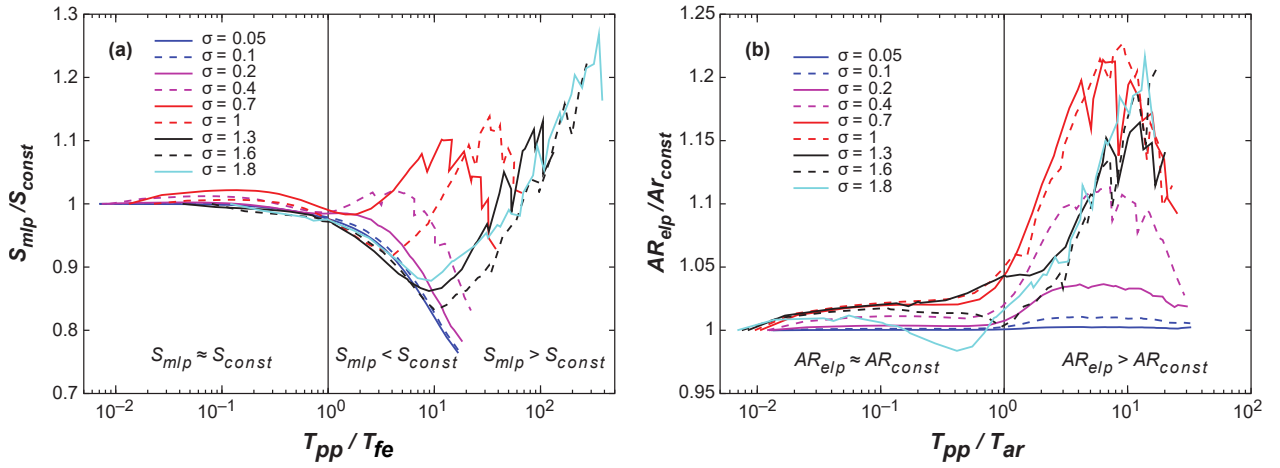 (a)
σ = 0.05
σ = 0.1
σ = 0.2
σ = 0.4
σ = 0.7
σ = 1
σ = 1.3
σ = 1.6
σ = 1.8
1.3
1.2
1.1
1
0.9
0.8
0.7
S_mlp/S_const
S_mlp ≈ S_const
S_mlp < S_const
S_mlp > S_const
10^−2
10^−1
10^0
10^1
10^2
T_pp / T_fe
(b)
σ = 0.05
σ = 0.1
σ = 0.2
σ = 0.4
σ = 0.7
σ = 1
σ = 1.3
σ = 1.6
σ = 1.8
1.25
1.2
1.15
1.1
1.05
1
0.95
AR_elp/Ar_const
AR_elp ≈ AR_const
AR_elp > AR_const
10^−2
10^−1
10^0
10^1
10^2
T_pp / T_ar